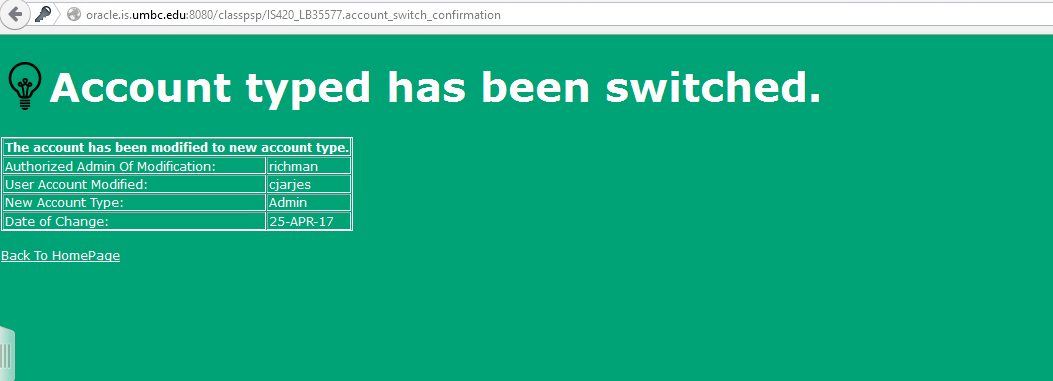 oracle.is.umbc.edu:8080/classpsp/IS420_LB35577.account_switch_confirmation
Account typed has been switched.
The account has been modified to new account type.
Authorized Admin Of Modification: richman
User Account Modified: cjarjes
New Account Type: Admin
Date of Change: 25-APR-17
Back To HomePage